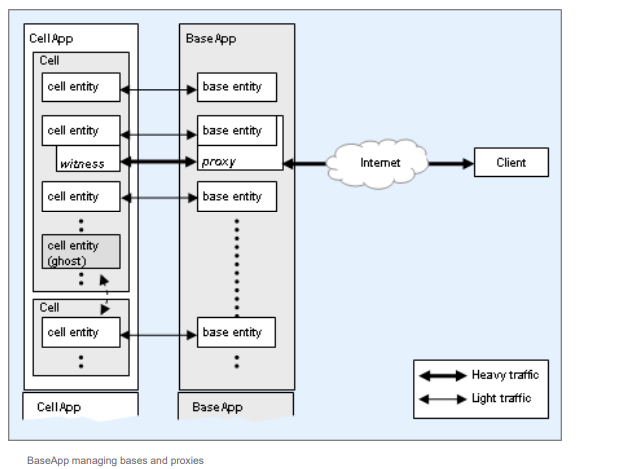 CellApp
BaseApp
Cell
cell entity
base entity
cell entity
base entity
witness
proxy
Internet
Client
cell entity
base entity
cell entity
(ghost)
Cell
cell entity
base entity
Heavy traffic
Light traffic
CellApp
BaseApp
BaseApp managing bases and proxies